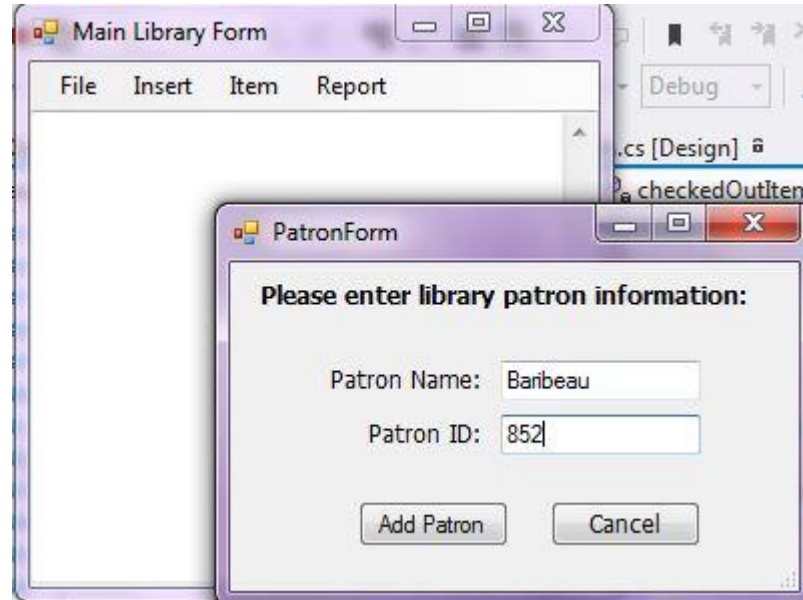 Main Library Form
File Insert Item Report
Debug
.cs [Design]
checkedOutIten
PatronForm
Please enter library patron information:
Patron Name: Baribeau
Patron ID: 852
Add Patron Cancel